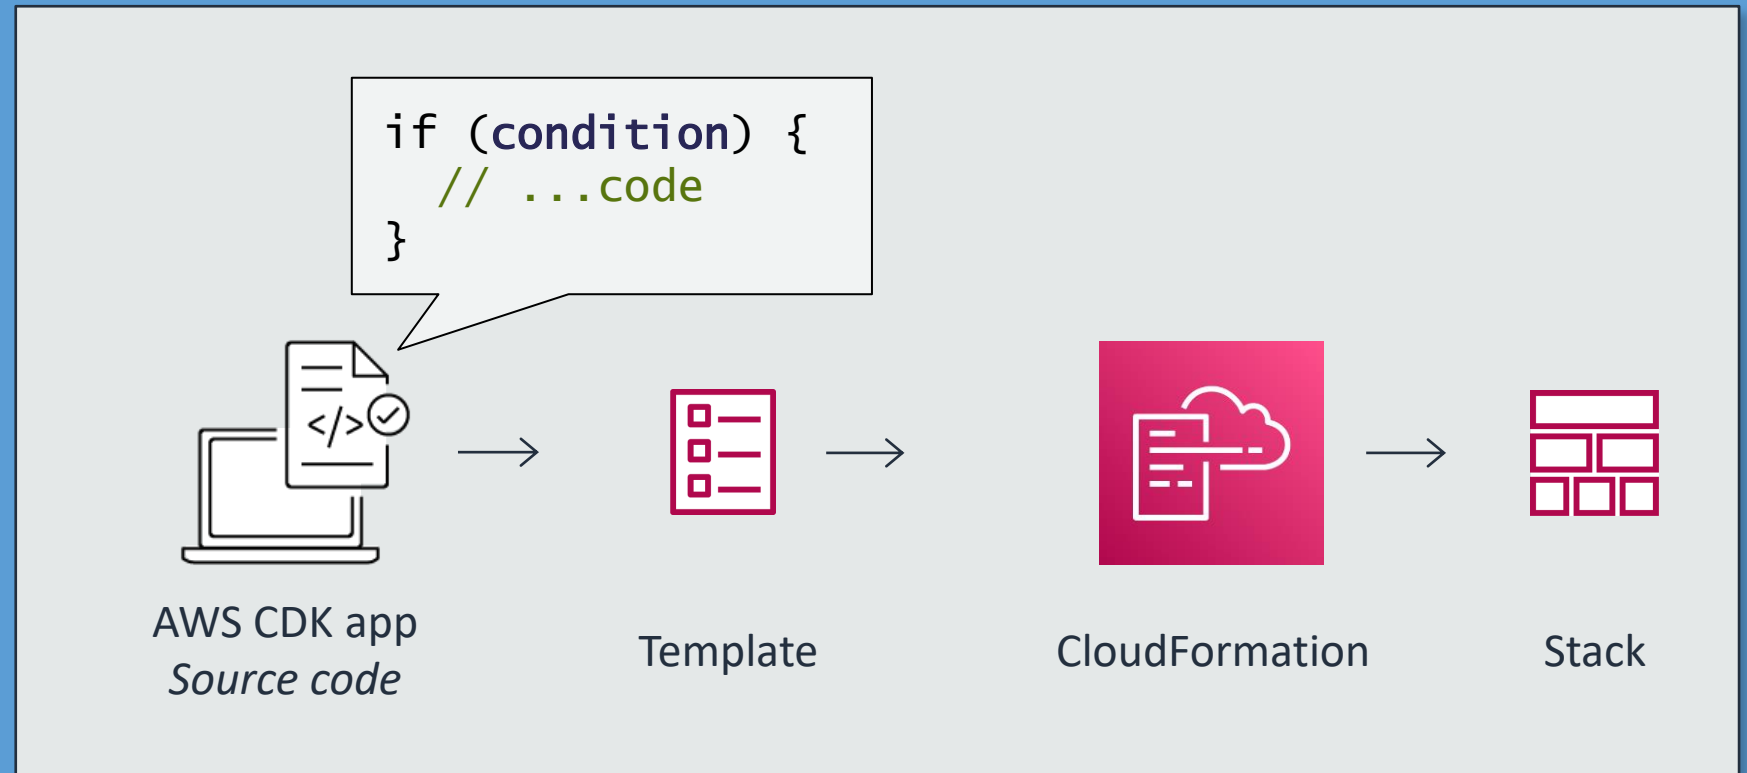 if (condition) {
// ...code
}
</>
AWS CDK app
Source code
Template
CloudFormation
Stack